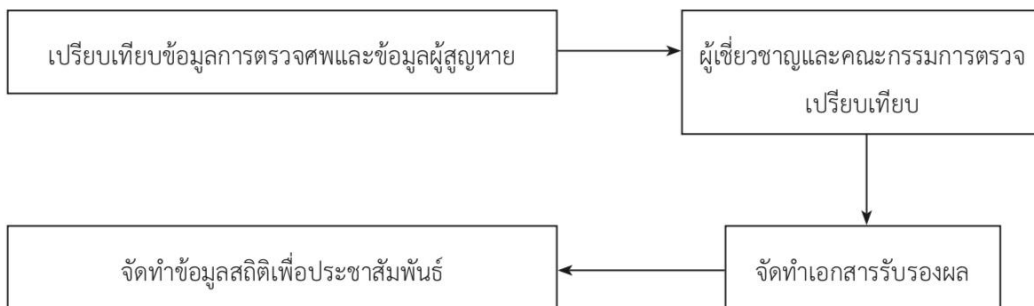 เปรียบเทียบข้อมูลการตรวจศพและข้อมูลผู้สูญหาย
ผู้เชี่ยวชาญและคณะกรรมการตรวจ
เปรียบเทียบ
จัดทำเอกสารรับรองผล
จัดทำข้อมูลสถิติเพื่อประชาสัมพันธ์